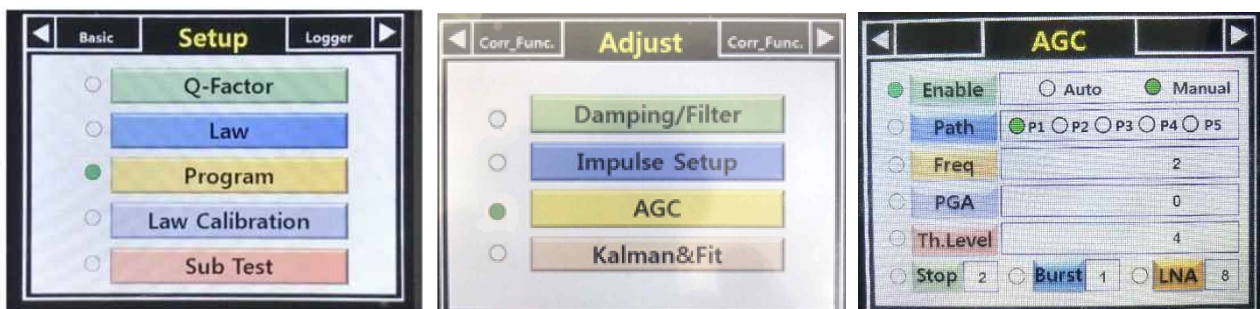 Basic Setup Logger
Q-Factor
Law
Program
Law Calibration
Sub Test
Corr_Func. Adjust Corr_Func.
Damping/Filter
Impulse Setup
AGC
Kalman&Fit
AGC
Enable Auto Manual
Path P1 P2 P3 P4 P5
Freq 2
PGA 0
Th.Level 4
Stop 2 Burst 1 LNA 8